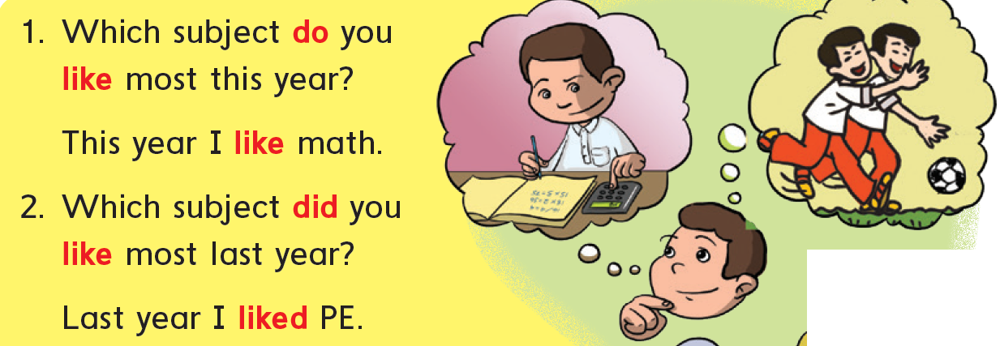 1. Which subject do you
like most this year?
This year I like math.
2. Which subject did you
like most last year?
Last year I liked PE.